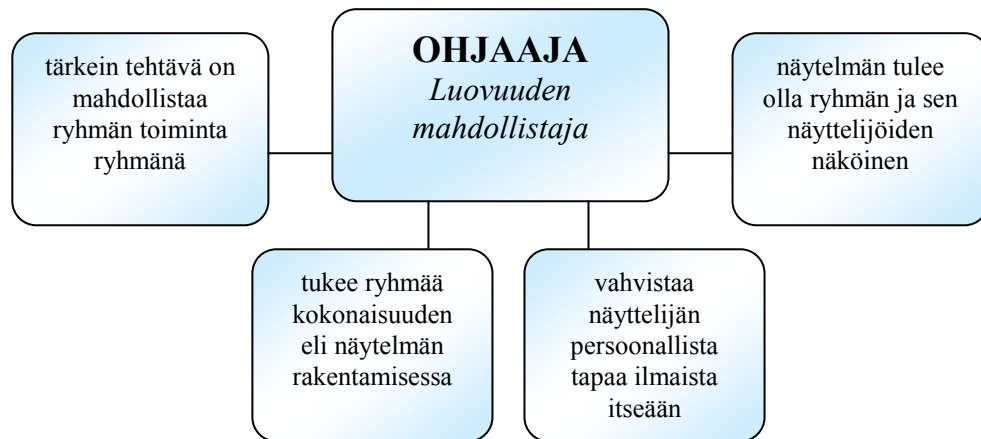 OHJAAJA
Luovuuden
mahdollistaja
tärkein tehtävä on
mahdollistaa
ryhmän toiminta
ryhmänä
näytelmän tulee
olla ryhmän ja sen
näyttelijöiden
näköinen
tukee ryhmää
kokonaisuuden
eli näytelmän
rakentamisessa
vahvistaa
näyttelijän
persoonallista
tapaa ilmaista
itseään